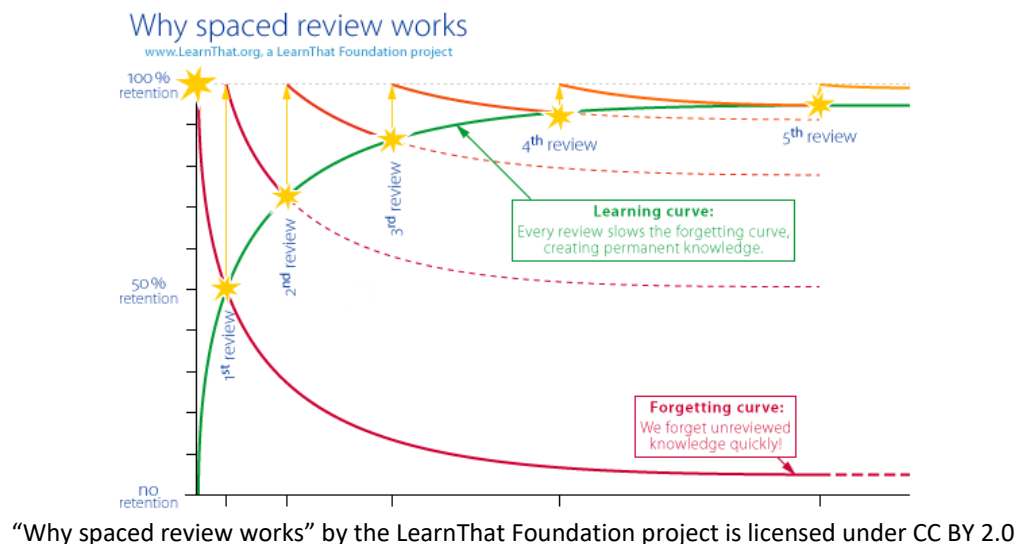 Why spaced review works
www.LearnThat.org, a LearnThat Foundation project
100 %
retention
4th review
5th review
3rd review
2nd review
Learning curve:
Every review slows the forgetting curve,
creating permanent knowledge.
50 %
retention
1st review
Forgetting curve:
We forget unreviewed
knowledge quickly!
no
retention
“Why spaced review works” by the LearnThat Foundation project is licensed under CC BY 2.0